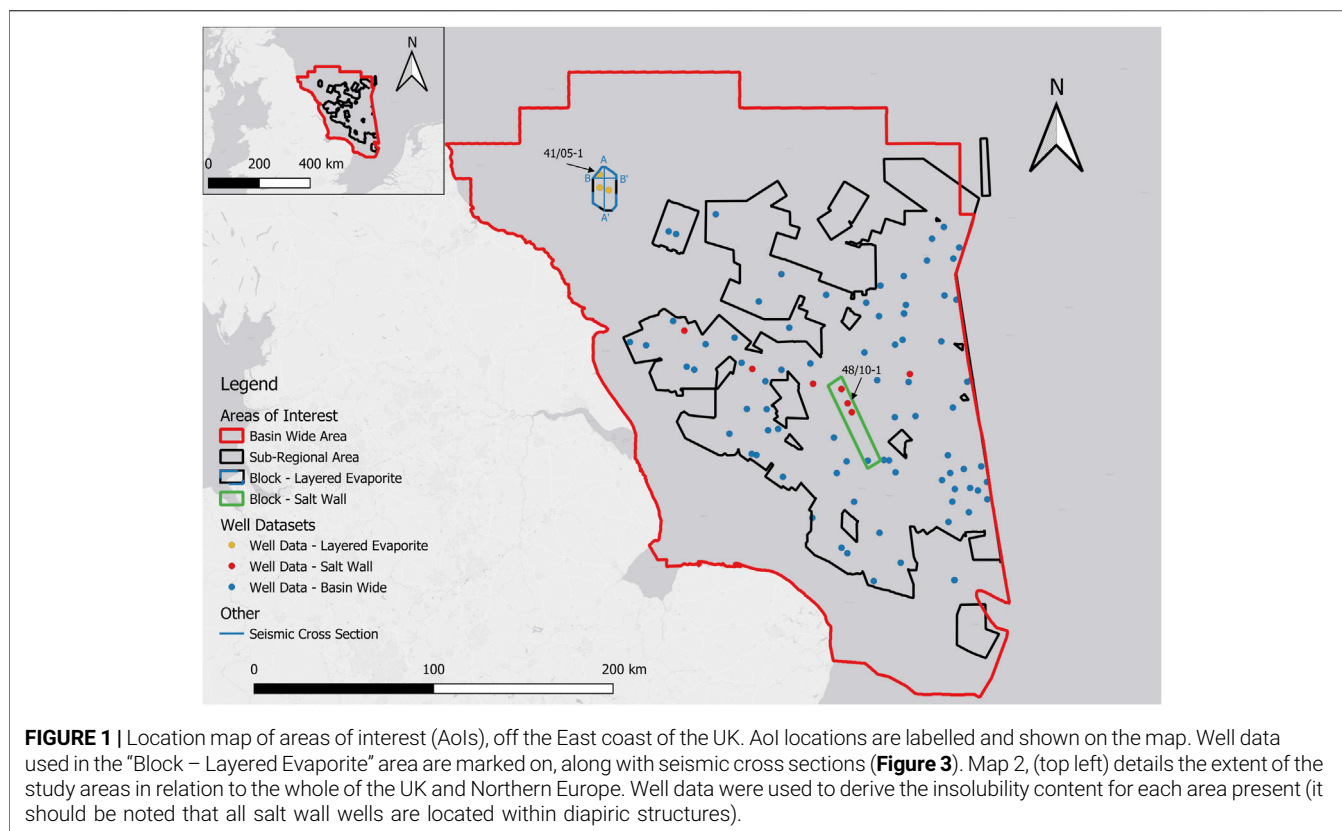 N
0 200 400 km
N
41/05-1
A
B B'
A'
48/10-1
Legend
Areas of Interest
Basin Wide Area
Sub-Regional Area
Block - Layered Evaporite
Block - Salt Wall
Well Datasets
Well Data - Layered Evaporite
Well Data - Salt Wall
Well Data - Basin Wide
Other
Seismic Cross Section
0 100 200 km
FIGURE 1 | Location map of areas of interest (AoIs), off the East coast of the UK. AoI locations are labelled and shown on the map. Well data
used in the “Block – Layered Evaporite” area are marked on, along with seismic cross sections (Figure 3). Map 2, (top left) details the extent of the
study areas in relation to the whole of the UK and Northern Europe. Well data were used to derive the insolubility content for each area present (it
should be noted that all salt wall wells are located within diapiric structures).